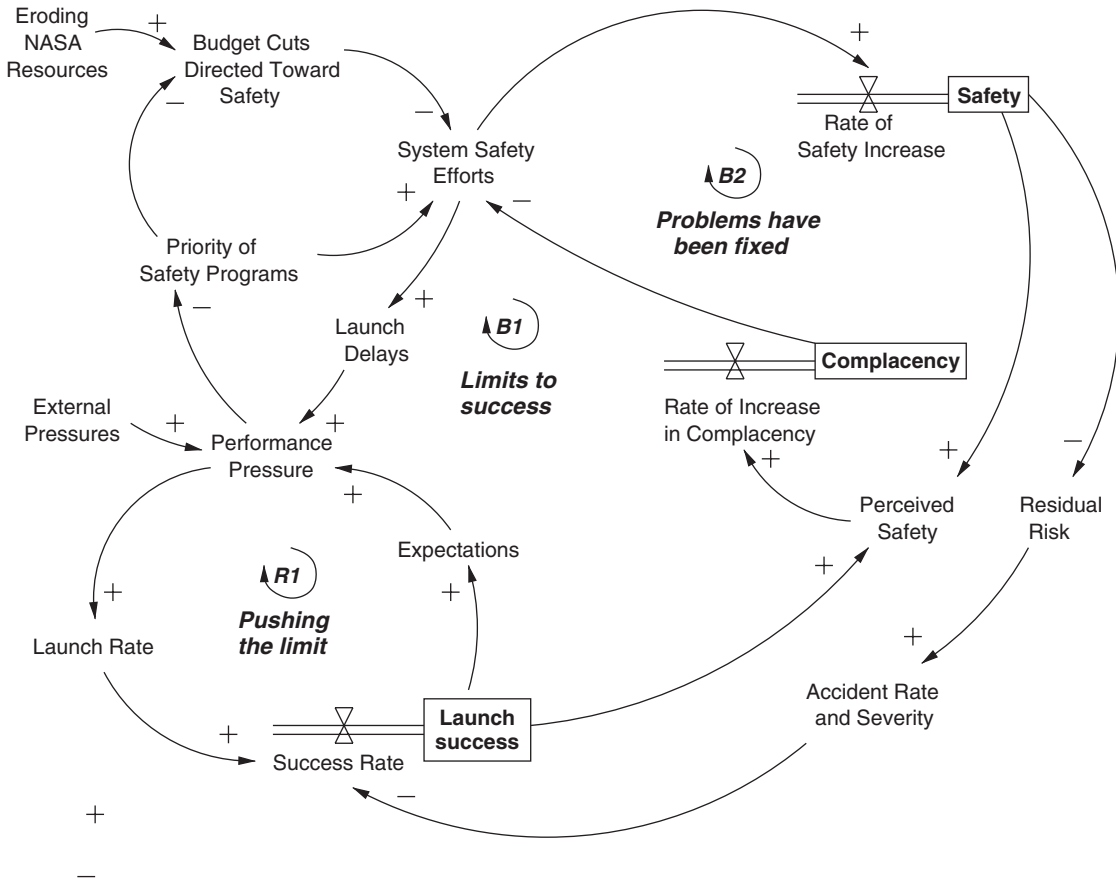 Eroding
NASA
Resources
+
Budget Cuts
Directed Toward
Safety
−
−
System Safety
Efforts
+
−
+
Rate of
Safety Increase
Safety
B2
Problems have
been fixed
Priority of
Safety Programs
−
+
Launch
Delays
B1
Limits to
success
Complacency
Rate of Increase
in Complacency
+
External
Pressures
+
+
Performance
Pressure
+
+
−
Perceived
Safety
Residual
Risk
Expectations
+
+
R1
Pushing
the limit
+
Launch Rate
+
Accident Rate
and Severity
+
Launch
success
Success Rate
−
+
−